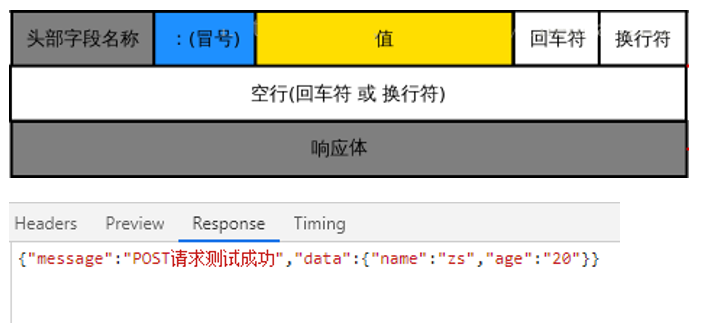 头部字段名称 :(冒号) 值 回车符 换行符
空行(回车符 或 换行符)
响应体
Headers Preview Response Timing
{"message":"POST请求测试成功","data":{"name":"zs","age":"20"}}